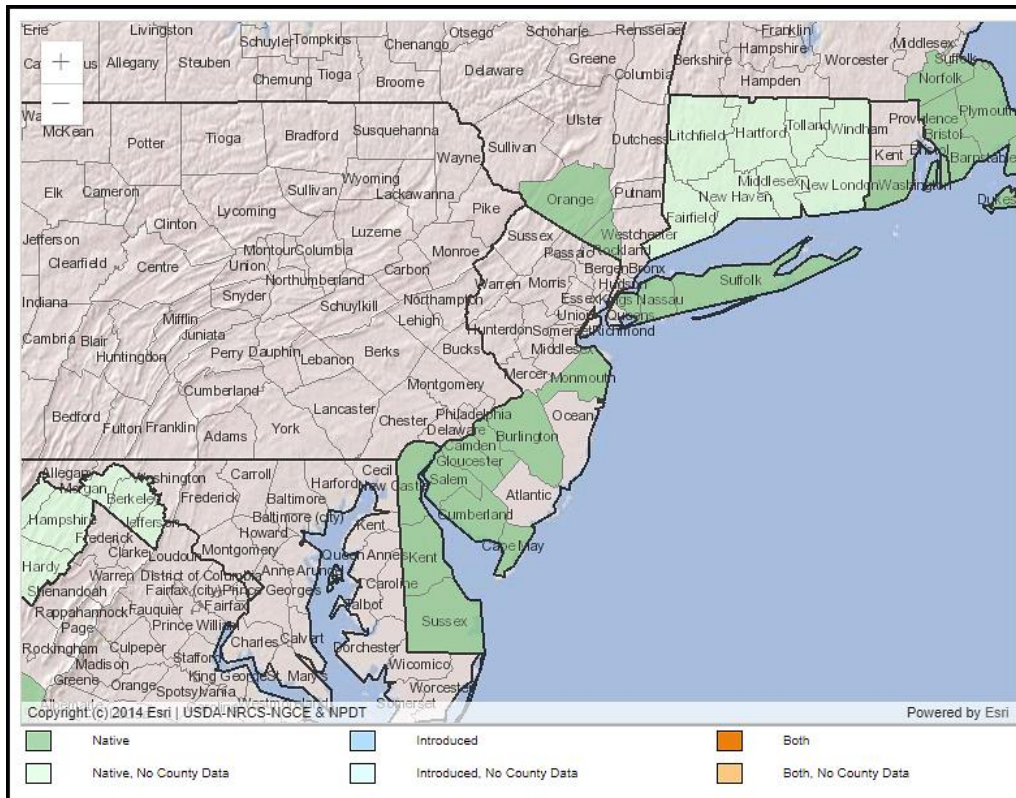 Erie Livingston Schuyler Tompkins Chenango Otsego Schoharie Rensselae Franklin Middlesex
Allegany Steuben Chemung Tioga Broome Delaware Greene Columbia Berkshire Hampshire Hampden Worcester Suffolk Norfolk
+
−
McKean Potter Tioga Bradford Susquehanna Wayne Sullivan Ulster Dutchess Litchfield Hartford Tolland Windham Providence Bristol Plymouth
Elk Cameron Sullivan Wyoming Lackawanna Pike Orange Putnam Middlesex New London Kent Washington Bristol Barnstable
Clinton Lycoming Luzerne Monroe Sussex Passaic Westchester Rockland Fairfield New Haven Dukes
Jefferson Clearfield Centre Union Montour Columbia Northumberland Carbon Warren Morris Bergen Bronx Hudson
Indiana Snyder Schuylkill Northampton Essex Kings Nassau Suffolk
Cambria Blair Mifflin Juniata Lehigh Hunterdon Union Somerset Queens Richmond
Huntingdon Perry Dauphin Lebanon Berks Bucks Middlesex
Cumberland Montgomery Mercer Monmouth
Bedford Fulton Franklin Adams York Lancaster Chester Philadelphia Delaware Camden Burlington Ocean
Allegany Morgan Washington Carroll Harford Cecil New Castle Gloucester Salem Atlantic
Hampshire Berkele Jefferson Frederick Baltimore Baltimore (city) Cumberland
Frederick Clarke Loudoun Montgomery Howard Kent Queen Annes Kent Cape May
Hardy Shenandoah Warren District of Columbia Anne Arundel Caroline
Rappahannock Fauquier Fairfax (city) Fairfax Prince Georges Talbot Sussex
Page Prince William Charles Calvert Dorchester
Rockingham Culpeper Stafford Wicomico
Madison Greene Orange King George St. Mary's Worcester
Spotsylvania Somerset
Albemarle Westmoreland
Copyright:(c) 2014 Esri | USDA-NRCS-NGCE & NPDT Powered by Esri
Native Introduced Both
Native, No County Data Introduced, No County Data Both, No County Data